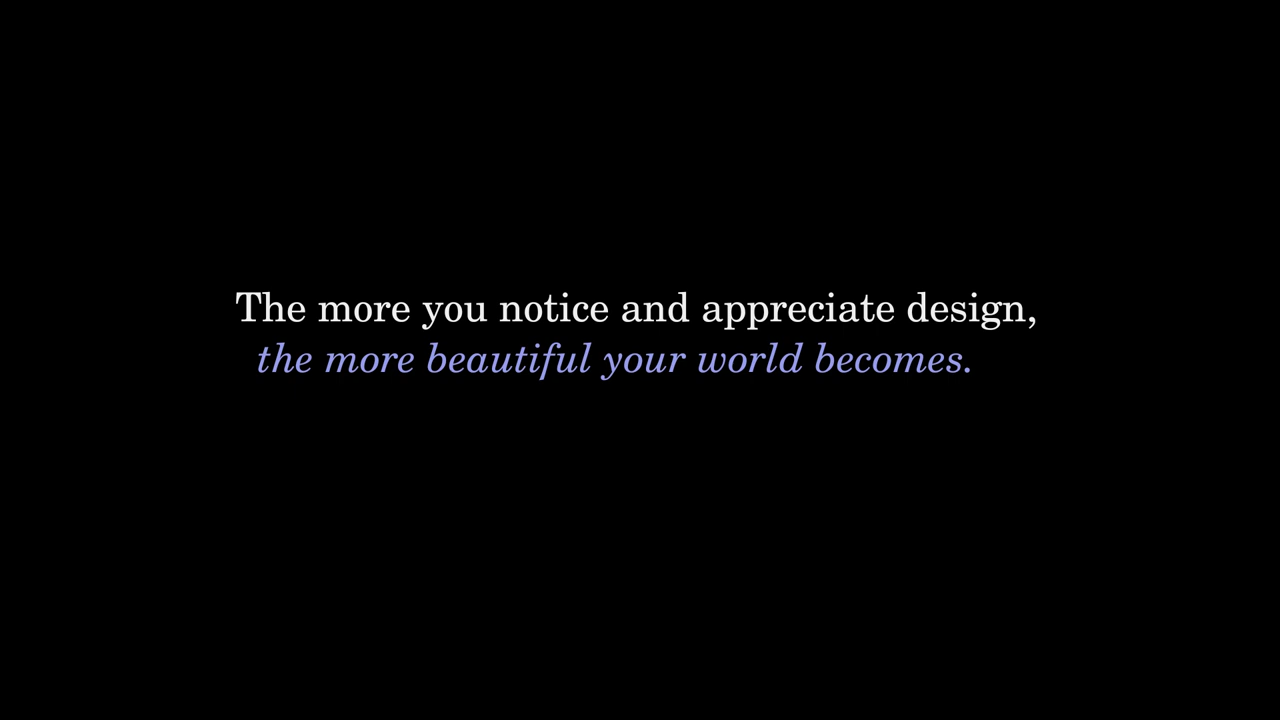 The more you notice and appreciate design,
the more beautiful your world becomes.